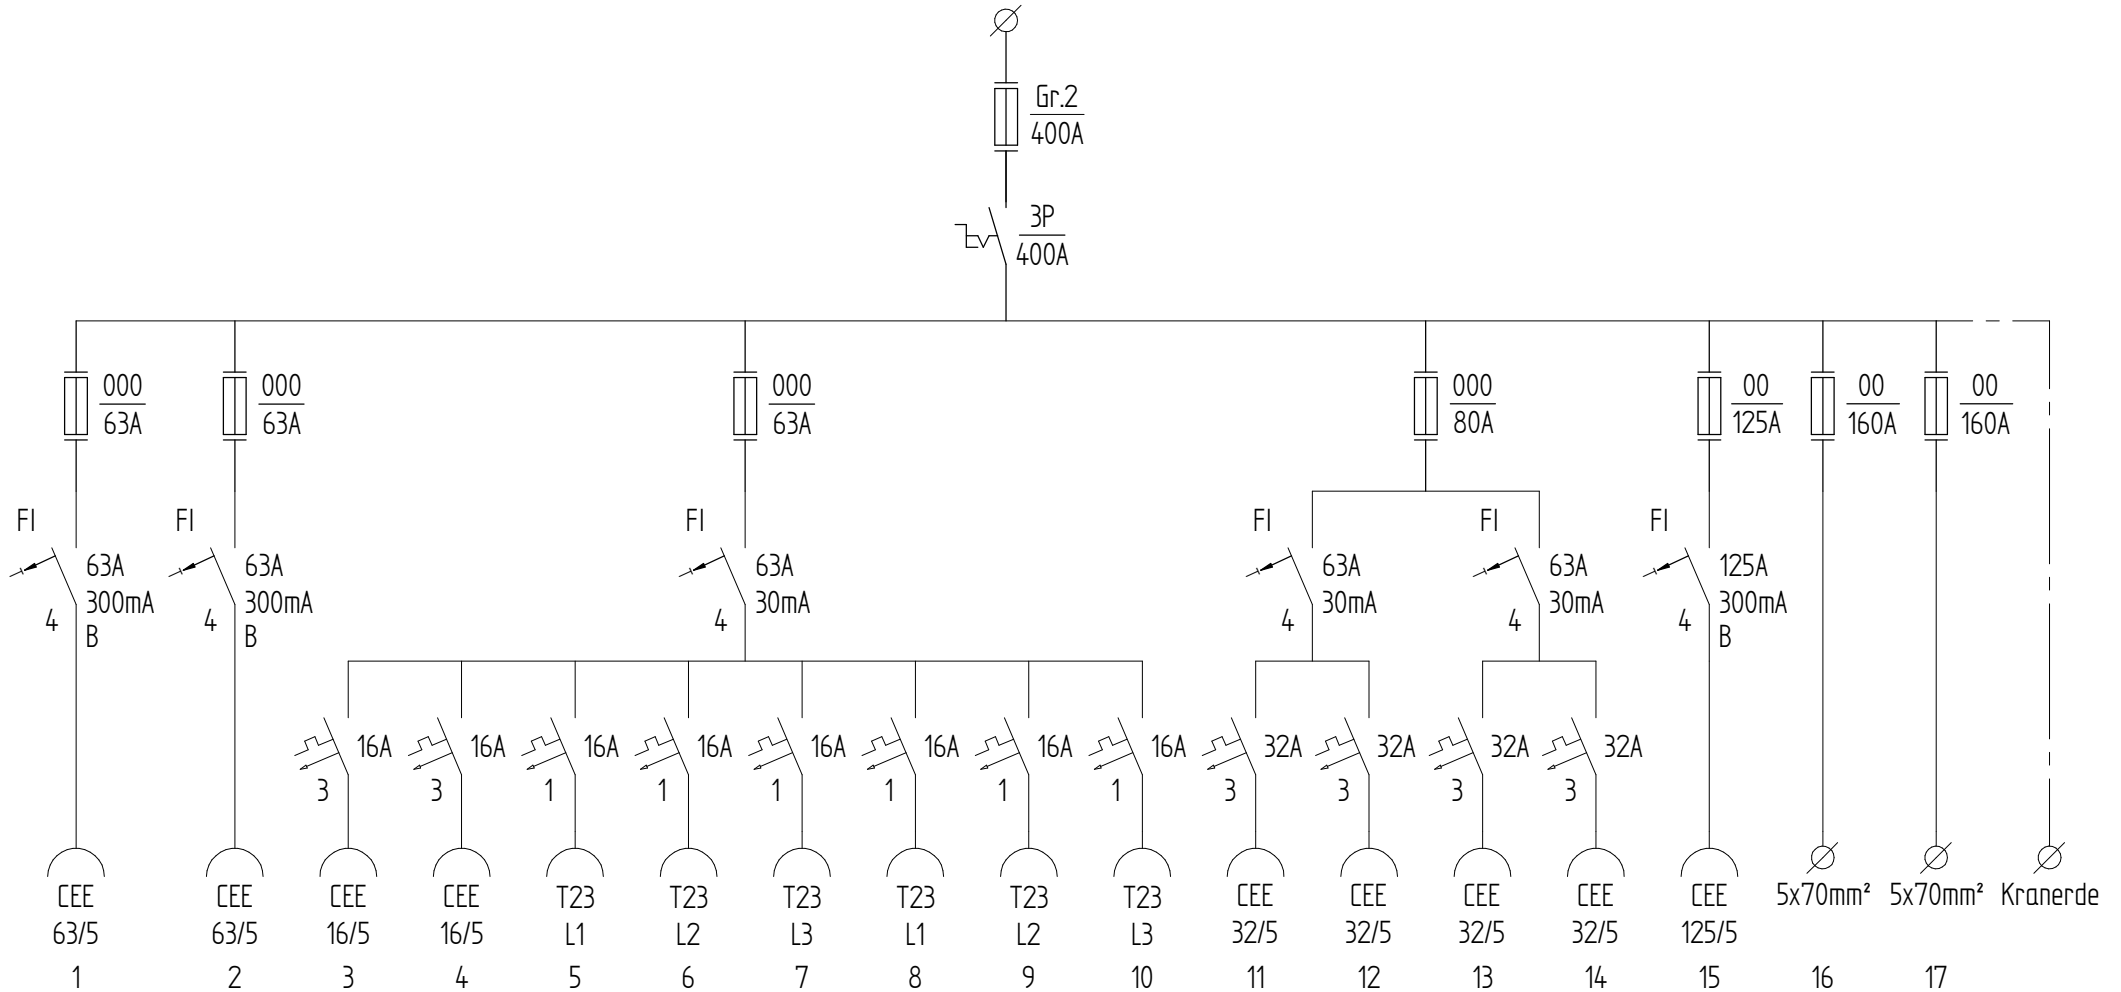 Gr.2
400A
3P
400A
000
63A
000
63A
000
63A
000
80A
00
125A
00
160A
00
160A
FI
63A
300mA
4
B
FI
63A
300mA
4
B
FI
63A
30mA
4
FI
63A
30mA
4
FI
63A
30mA
4
FI
125A
300mA
4
B
16A
3
16A
3
16A
1
16A
1
16A
1
16A
1
16A
1
16A
1
32A
3
32A
3
32A
3
32A
3
CEE
63/5
1
CEE
63/5
2
CEE
16/5
3
CEE
16/5
4
T23
L1
5
T23
L2
6
T23
L3
7
T23
L1
8
T23
L2
9
T23
L3
10
CEE
32/5
11
CEE
32/5
12
CEE
32/5
13
CEE
32/5
14
CEE
125/5
15
5x70mm²
16
5x70mm²
17
Kranerde